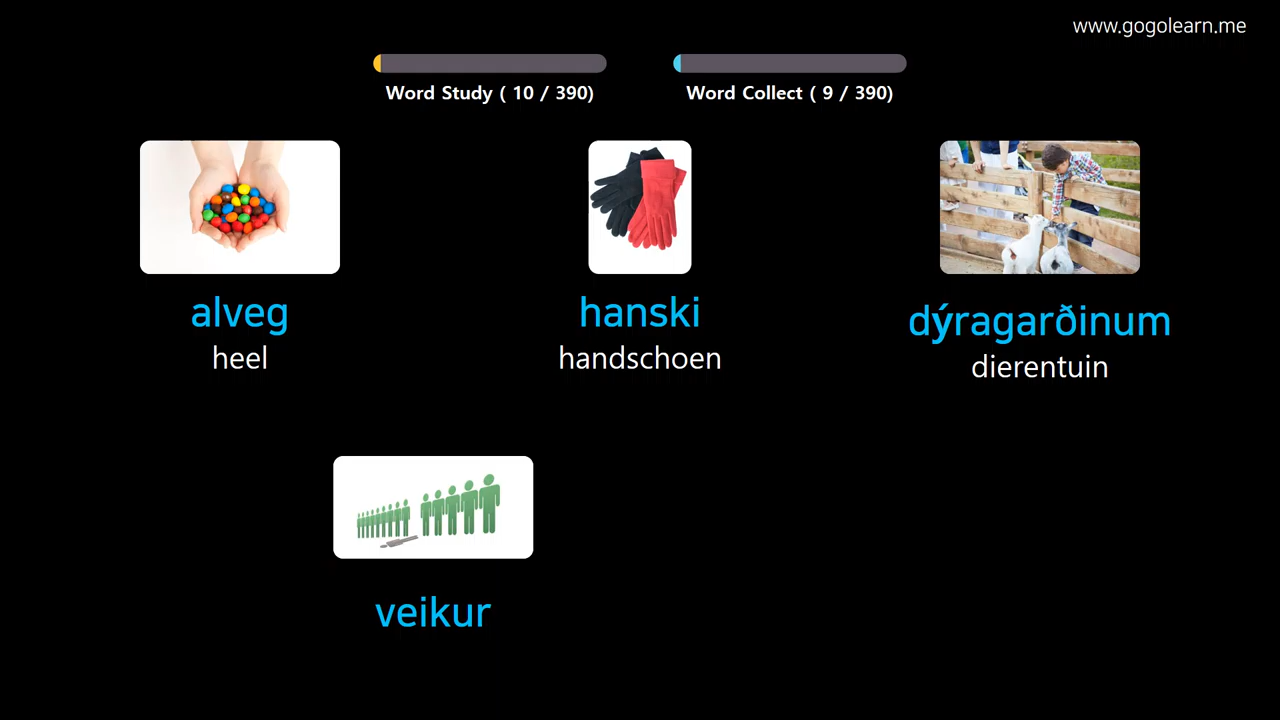 www.gogolearn.me
Word Study ( 10 / 390)
Word Collect ( 9 / 390)
alveg
heel
hanski
handschoen
dýragarðinum
dierentuin
veikur